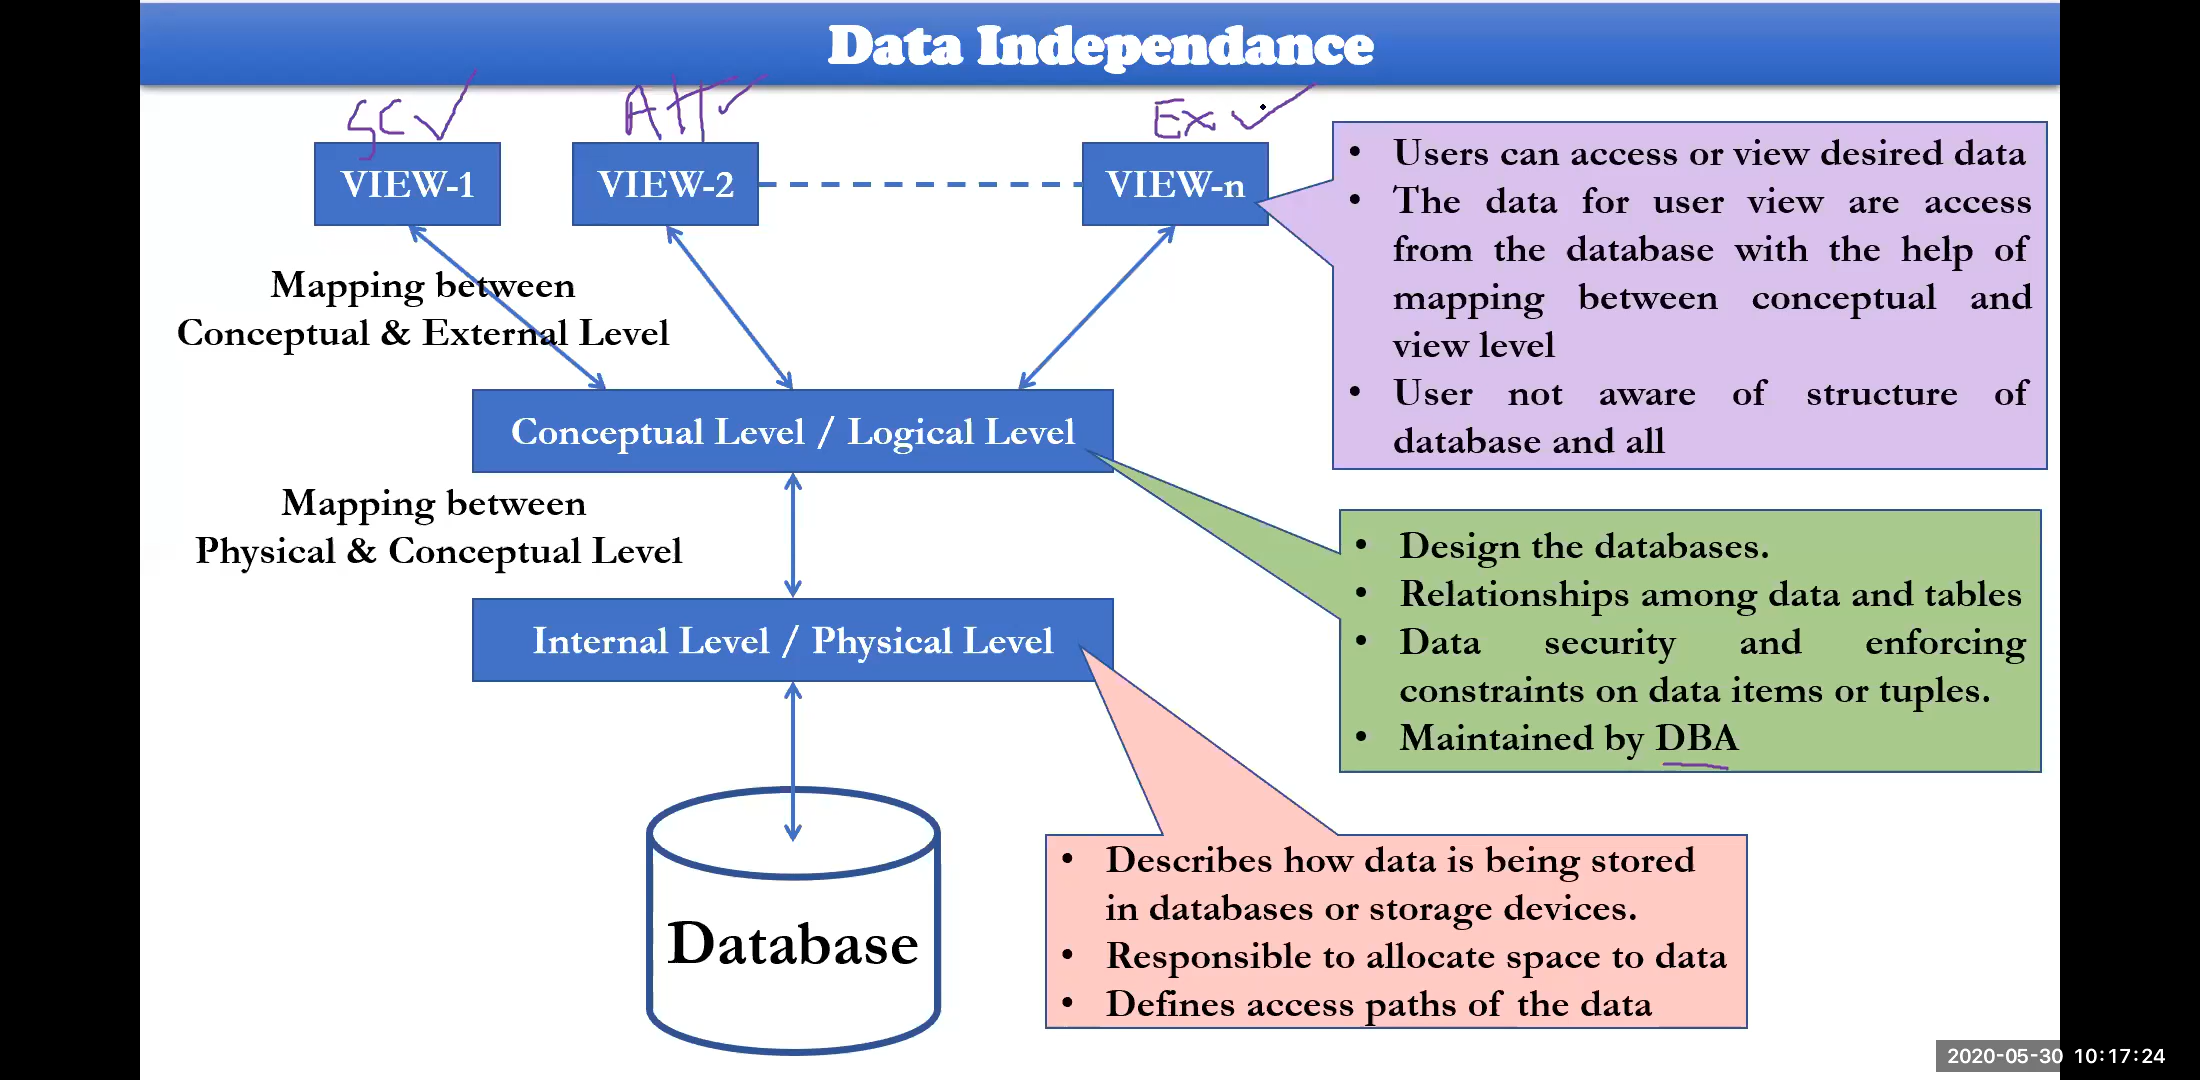 Data Independance
SC
Att
Ex
VIEW-1
VIEW-2
VIEW-n
• Users can access or view desired data
• The data for user view are access
from the database with the help of
mapping between conceptual and
view level
• User not aware of structure of
database and all
Mapping between
Conceptual & External Level
Conceptual Level / Logical Level
Mapping between
Physical & Conceptual Level
• Design the databases.
• Relationships among data and tables
• Data security and enforcing
constraints on data items or tuples.
• Maintained by DBA
Internal Level / Physical Level
Database
• Describes how data is being stored
in databases or storage devices.
• Responsible to allocate space to data
• Defines access paths of the data
2020-05-30 10:17:24